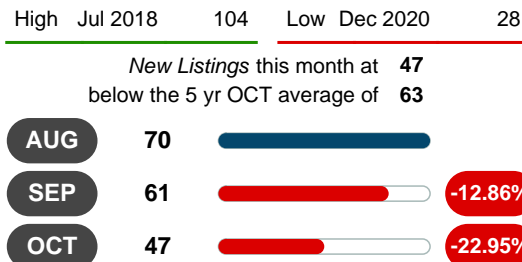 High Jul 2018 104 Low Dec 2020 28
New Listings this month at 47
below the 5 yr OCT average of 63
AUG 70
SEP 61 -12.86%
OCT 47 -22.95%